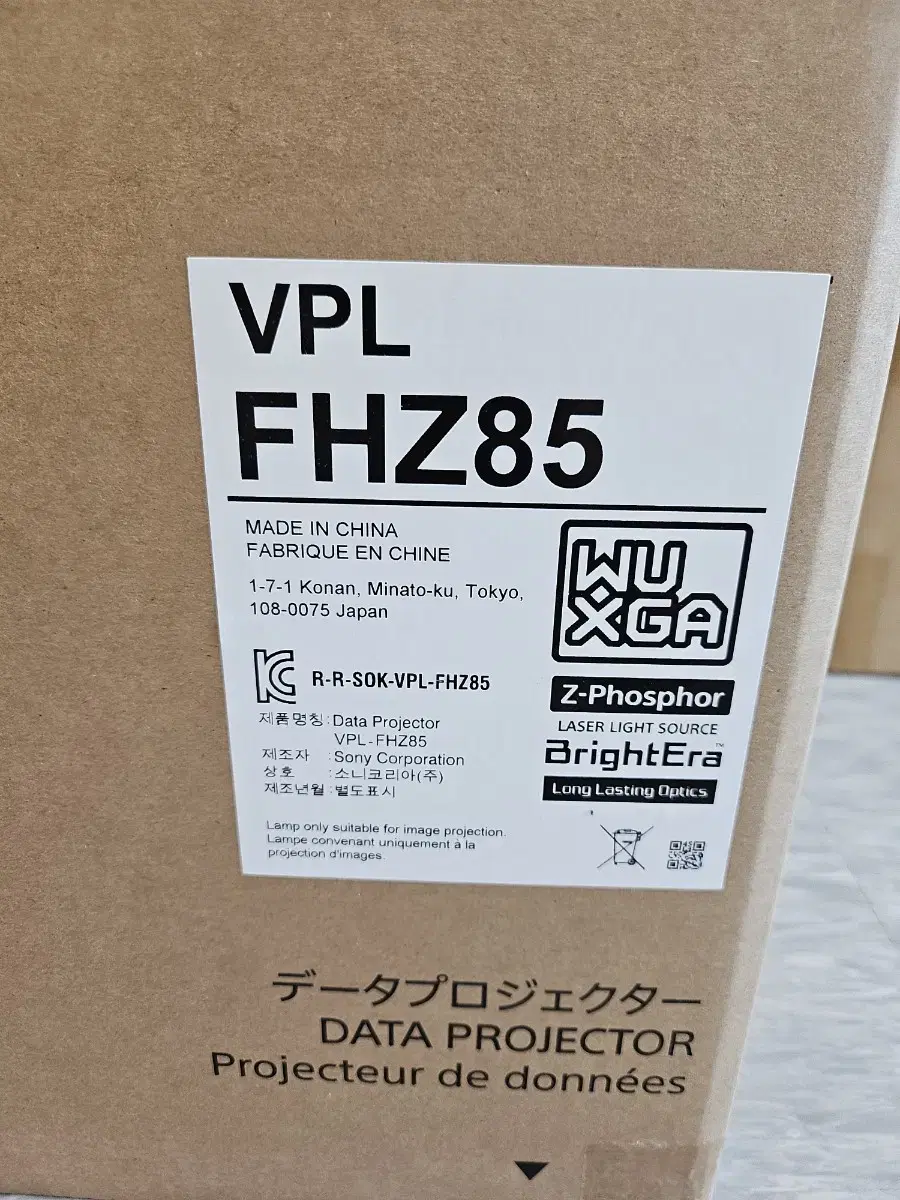 VPL
FHZ85
MADE IN CHINA
FABRIQUE EN CHINE
1-7-1 Konan, Minato-ku, Tokyo,
108-0075 Japan
R-R-SOK-VPL-FHZ85
제품명칭:Data Projector
VPL-FHZ85
제조자 :Sony Corporation
상호 :소니코리아(주)
제조년월:별도표시
Lamp only suitable for image projection.
Lampe convenant uniquement à la
projection d'images.
WU
XGA
Z-Phosphor
LASER LIGHT SOURCE
BrightEra™
Long Lasting Optics
データプロジェクター
DATA PROJECTOR
Projecteur de données